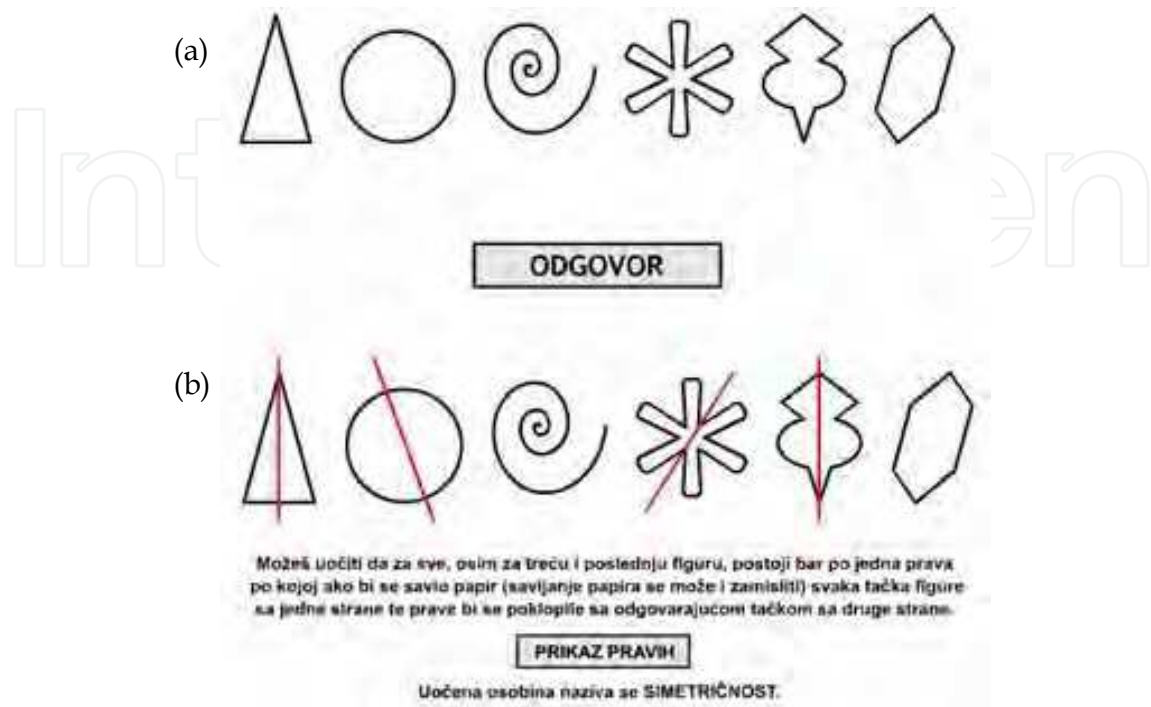 (a)
ODGOVOR
(b)
Možeš uočiti da za sve, osim za treću i poslednju figuru, postoji bar po jedna prava
po kojoj ako bi se savio papir (savijanje papira se može i zamisliti) svaka tačka figure
sa jedne strane te prave bi se poklopile sa odgovarajućom tačkom sa druge strane.
PRIKAZ PRAVIH
Uočena osobina naziva se SIMETRIČNOST.